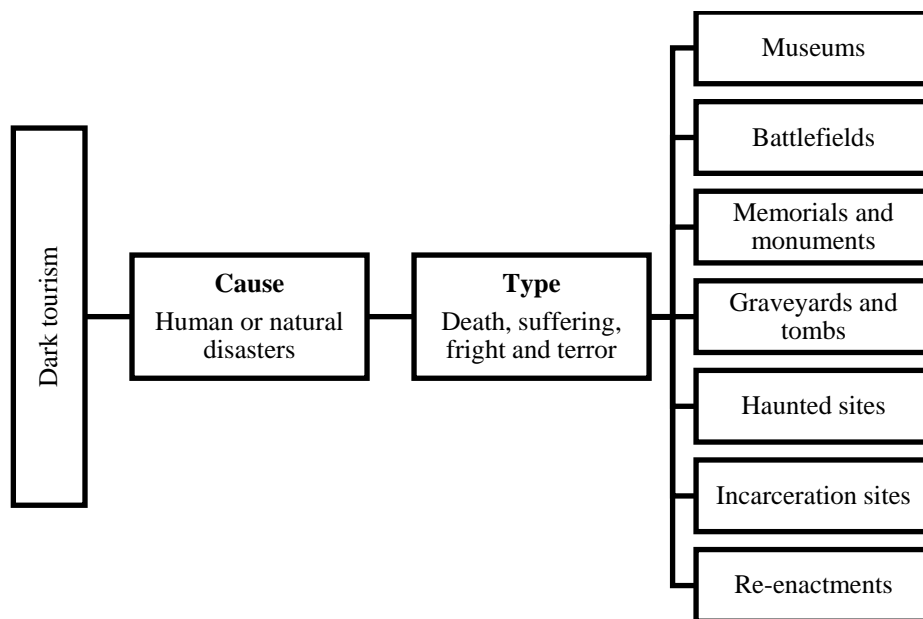 Dark tourism
Cause
Human or natural
disasters
Type
Death, suffering,
fright and terror
Museums
Battlefields
Memorials and
monuments
Graveyards and
tombs
Haunted sites
Incarceration sites
Re-enactments